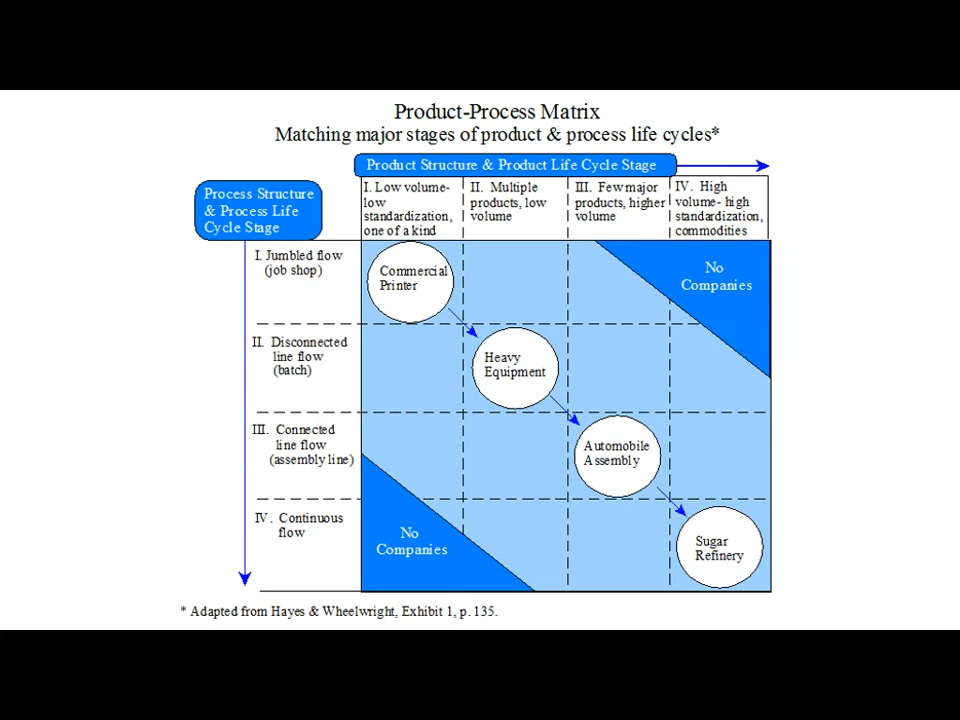 Product-Process Matrix
Matching major stages of product & process life cycles*
Product Structure & Product Life Cycle Stage
Process Structure
& Process Life
Cycle Stage
I. Low volume-
low
standardization,
one of a kind
II. Multiple
products, low
volume
III. Few major
products, higher
volume
IV. High
volume- high
standardization,
commodities
I. Jumbled flow
(job shop)
Commercial
Printer
No
Companies
II. Disconnected
line flow
(batch)
Heavy
Equipment
III. Connected
line flow
(assembly line)
Automobile
Assembly
IV. Continuous
flow
No
Companies
Sugar
Refinery
* Adapted from Hayes & Wheelwright, Exhibit 1, p. 135.